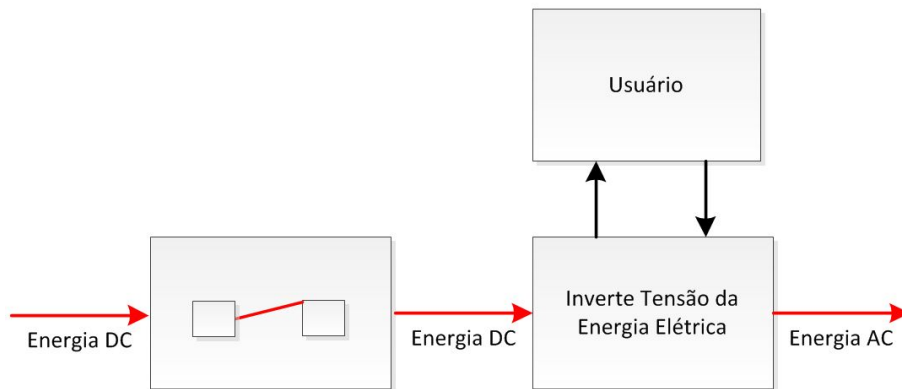 Usuário
Energia DC
Energia DC
Inverte Tensão da
Energia Elétrica
Energia AC